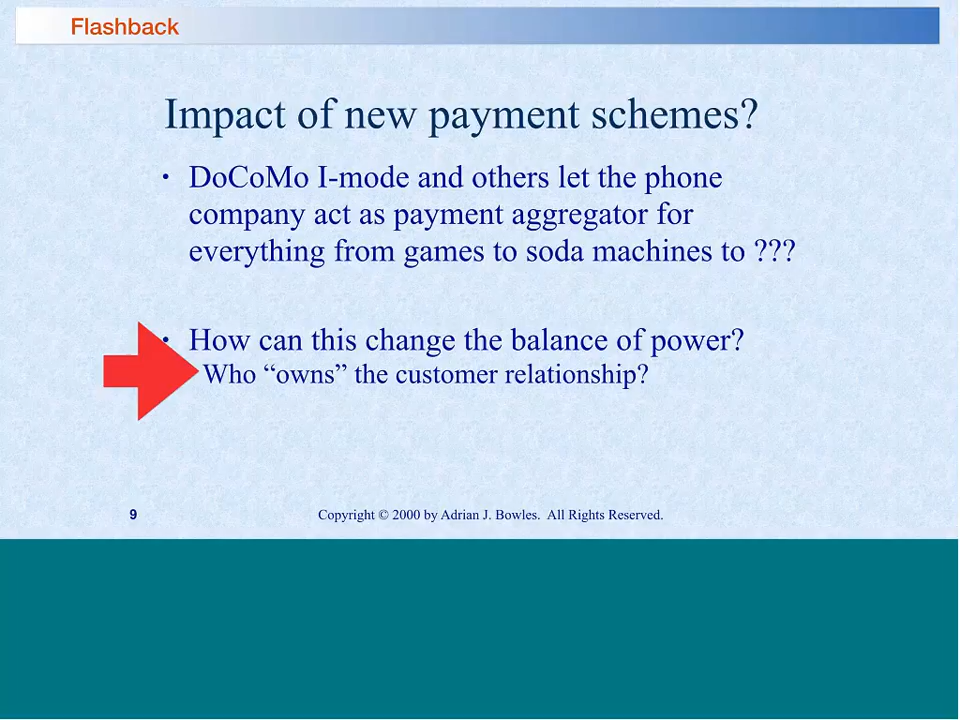 Flashback
Impact of new payment schemes?
• DoCoMo I-mode and others let the phone
company act as payment aggregator for
everything from games to soda machines to ???
• How can this change the balance of power?
Who “owns” the customer relationship?
9 Copyright © 2000 by Adrian J. Bowles. All Rights Reserved.